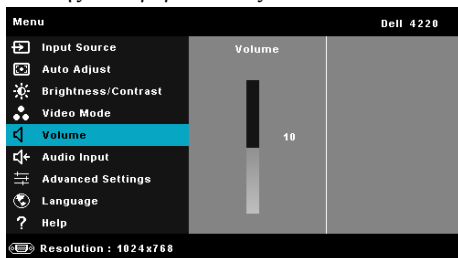 Menu Dell 4220
Input Source Volume
Auto Adjust
Brightness/Contrast
Video Mode
Volume 10
Audio Input
Advanced Settings
Language
? Help
Resolution : 1024x768